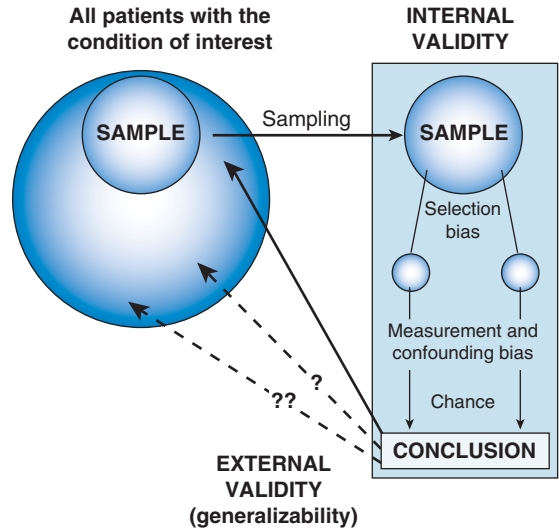 All patients with the
condition of interest
INTERNAL
VALIDITY
SAMPLE
Sampling
SAMPLE
Selection
bias
Measurement and
confounding bias
?
??
Chance
CONCLUSION
EXTERNAL
VALIDITY
(generalizability)